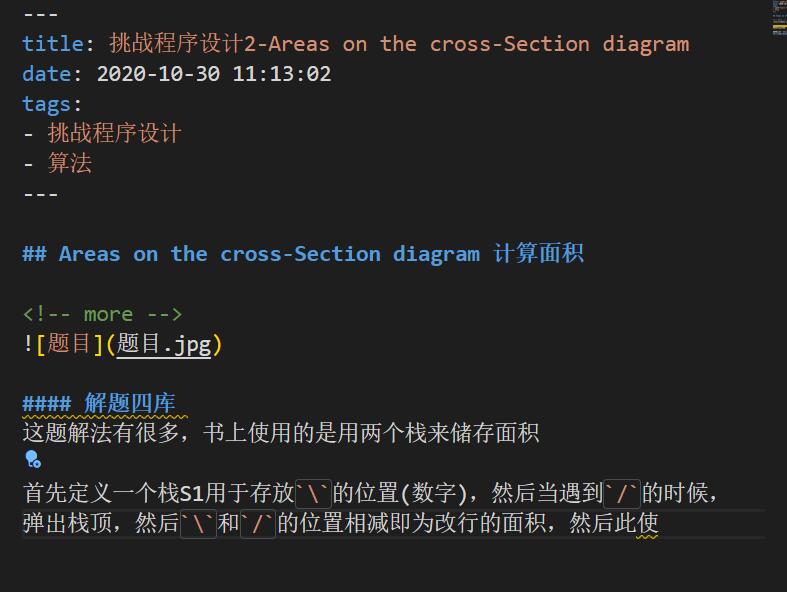 ---
title: 挑战程序设计2-Areas on the cross-Section diagram
date: 2020-10-30 11:13:02
tags:
- 挑战程序设计
- 算法
---
## Areas on the cross-Section diagram 计算面积
<!-- more -->
![题目](题目.jpg)
#### 解题四库
这题解法有很多，书上使用的是用两个栈来储存面积
首先定义一个栈S1用于存放`\`的位置(数字)，然后当遇到`/`的时候，
弹出栈顶，然后`\`和`/`的位置相减即为改行的面积，然后此使